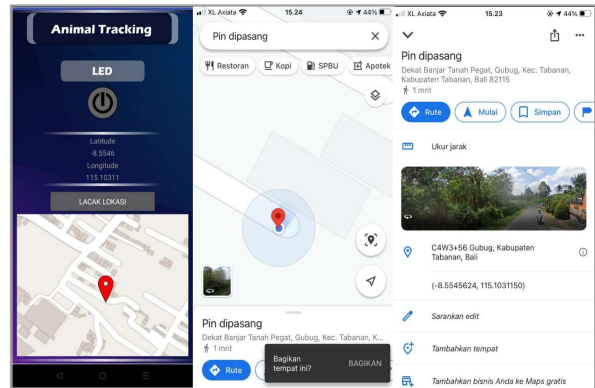 Animal Tracking
LED
Latitude
-8.5546
Longitude
115.10311
LACAK LOKASI
XL Axiata
15.24
44%
Pin dipasang
Restoran
Kopi
SPBU
Apotek
Pin dipasang
Dekat Banjar Tanah Pegat, Gubug, Kec. Tabanan, K...
1 mnt
Rute
Bagikan
tempat ini?
BAGIKAN
XL Axiata
15.23
44%
Pin dipasang
Dekat Banjar Tanah Pegat, Gubug, Kec. Tabanan,
Kabupaten Tabanan, Bali 82115
1 mnt
Rute
Mulai
Simpan
Ukur jarak
C4W3+56 Gubug, Kabupaten
Tabanan, Bali
(-8.5545624, 115.1031150)
Sarankan edit
Tambahkan tempat
Tambahkan bisnis Anda ke Maps gratis